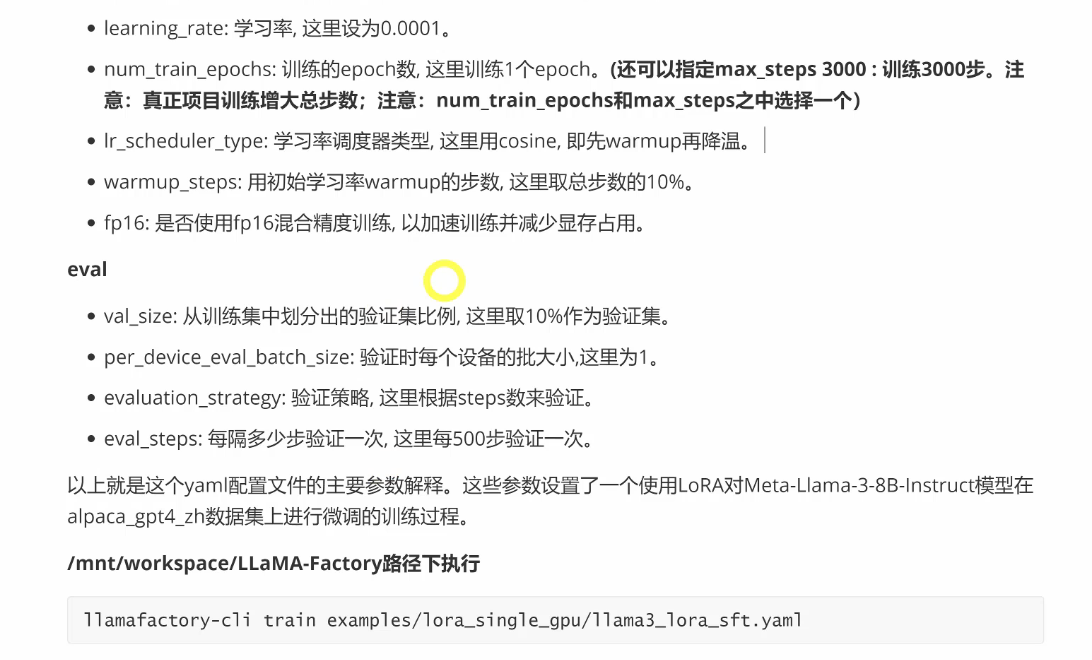 • learning_rate: 学习率, 这里设为0.0001。
• num_train_epochs: 训练的epoch数, 这里训练1个epoch。(还可以指定max_steps 3000 : 训练3000步。注
意：真正项目训练增大总步数；注意：num_train_epochs和max_steps之中选择一个)
• lr_scheduler_type: 学习率调度器类型, 这里用cosine, 即先warmup再降温。
• warmup_steps: 用初始学习率warmup的步数, 这里取总步数的10%。
• fp16: 是否使用fp16混合精度训练, 以加速训练并减少显存占用。
eval
• val_size: 从训练集中划分出的验证集比例, 这里取10%作为验证集。
• per_device_eval_batch_size: 验证时每个设备的批大小,这里为1。
• evaluation_strategy: 验证策略, 这里根据steps数来验证。
• eval_steps: 每隔多少步验证一次, 这里每500步验证一次。
以上就是这个yaml配置文件的主要参数解释。这些参数设置了一个使用LoRA对Meta-Llama-3-8B-Instruct模型在
alpaca_gpt4_zh数据集上进行微调的训练过程。
/mnt/workspace/LLaMA-Factory路径下执行
llamafactory-cli train examples/lora_single_gpu/llama3_lora_sft.yaml